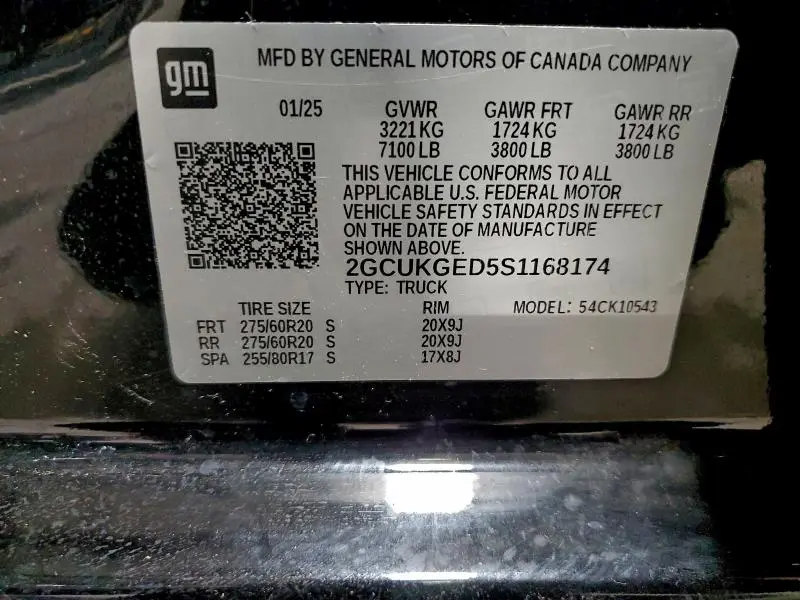 gm
MFD BY GENERAL MOTORS OF CANADA COMPANY
01/25 GVWR GAWR FRT GAWR RR
3221 KG 1724 KG 1724 KG
7100 LB 3800 LB 3800 LB
THIS VEHICLE CONFORMS TO ALL
APPLICABLE U.S. FEDERAL MOTOR
VEHICLE SAFETY STANDARDS IN EFFECT
ON THE DATE OF MANUFACTURE
SHOWN ABOVE.
2GCUKGED5S1168174
TYPE: TRUCK
TIRE SIZE RIM MODEL: 54CK10543
FRT 275/60R20 S 20X9J
RR 275/60R20 S 20X9J
SPA 255/80R17 S 17X8J